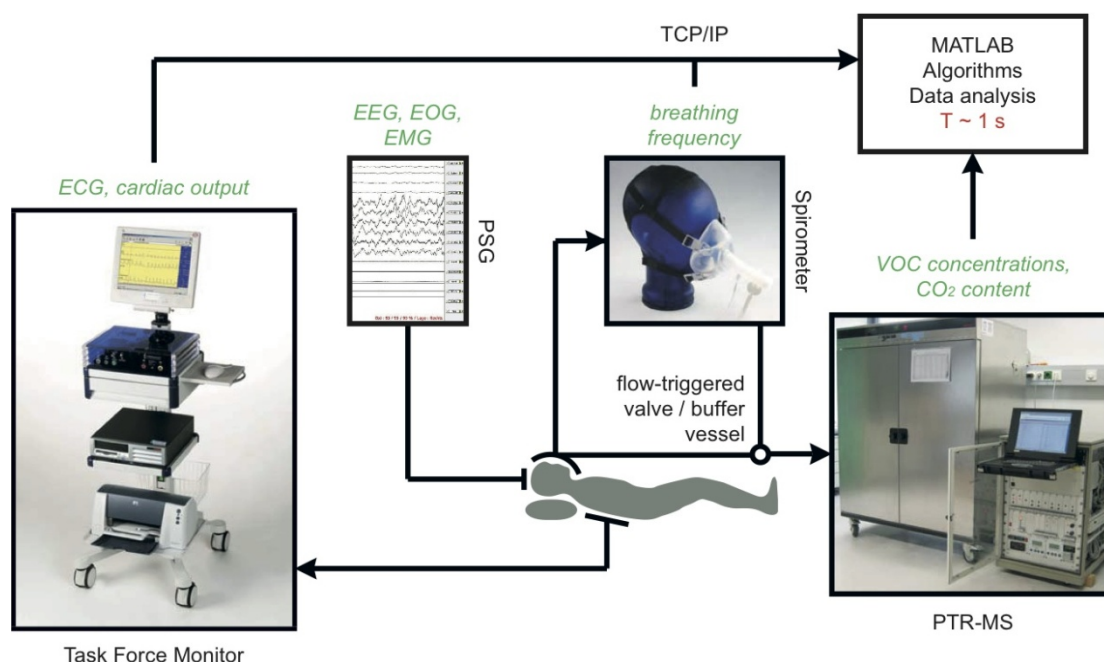 TCP/IP
MATLAB
Algorithms
Data analysis
T ~ 1 s
EEG, EOG,
EMG
breathing
frequency
ECG, cardiac output
PSG
Spirometer
VOC concentrations,
CO₂ content
flow-triggered
valve / buffer
vessel
Task Force Monitor
PTR-MS